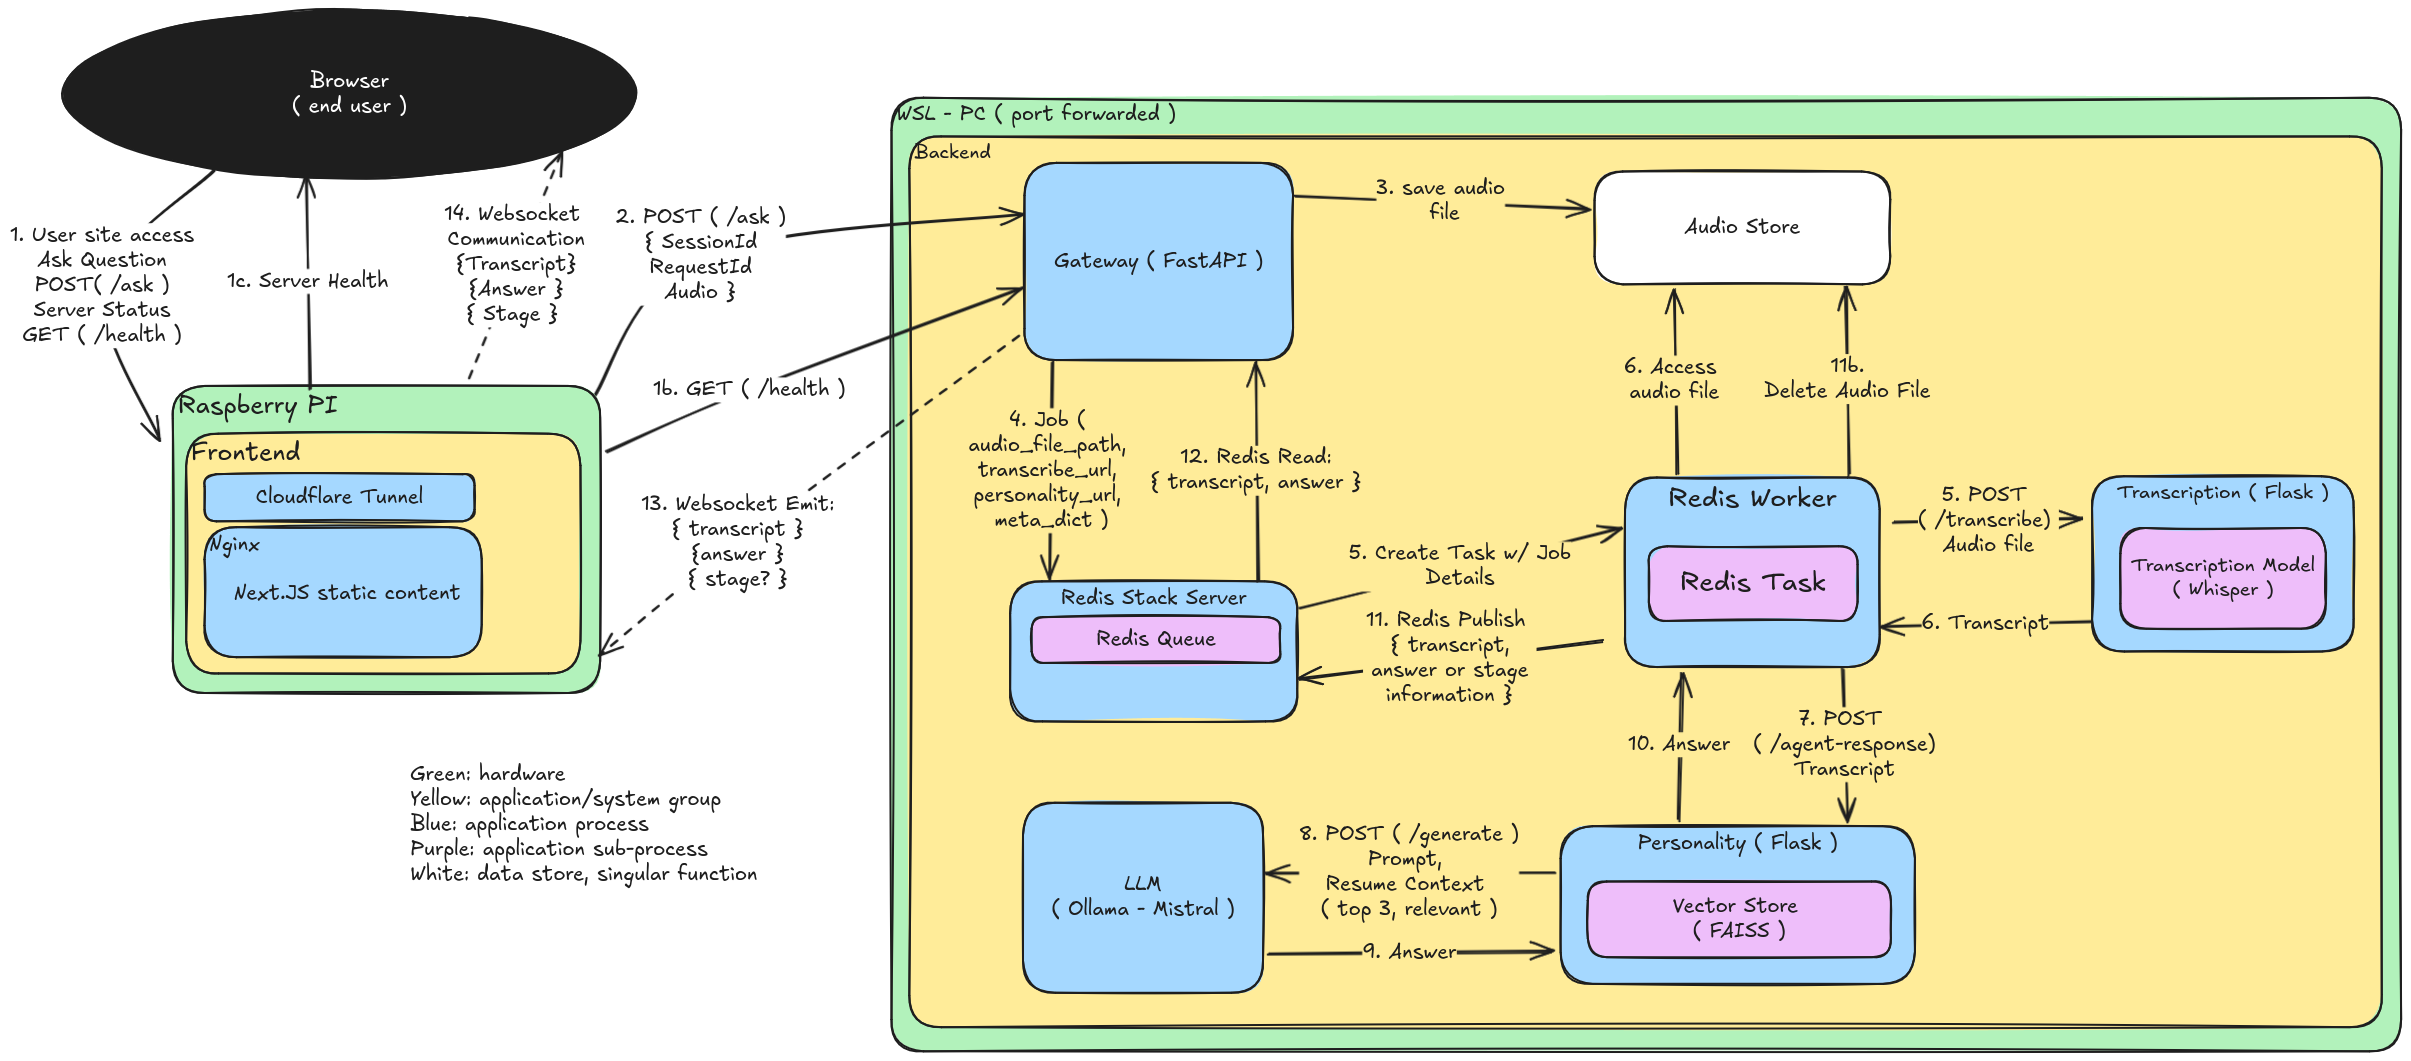 Browser
( end user )
1. User site access
Ask Question
POST( /ask )
Server Status
GET ( /health )
1c. Server Health
14. Websocket
Communication
{Transcript}
{Answer }
{ Stage }
2. POST ( /ask )
{ SessionId
RequestId
Audio }
1b. GET ( /health )
13. Websocket Emit:
{ transcript }
{answer }
{ stage? }
Raspberry PI
Frontend
Cloudflare Tunnel
Nginx
Next.JS static content
Green: hardware
Yellow: application/system group
Blue: application process
Purple: application sub-process
White: data store, singular function
WSL - PC ( port forwarded )
Backend
Gateway ( FastAPI )
3. save audio
file
Audio Store
4. Job (
audio_file_path,
transcribe_url,
personality_url,
meta_dict )
12. Redis Read:
{ transcript, answer }
6. Access
audio file
11b.
Delete Audio File
Redis Stack Server
Redis Queue
5. Create Task w/ Job
Details
11. Redis Publish
{ transcript,
answer or stage
information }
Redis Worker
Redis Task
5. POST
( /transcribe)
Audio file
6. Transcript
Transcription ( Flask )
Transcription Model
( Whisper )
10. Answer
7. POST
( /agent-response)
Transcript
LLM
( Ollama - Mistral )
8. POST ( /generate )
Prompt,
Resume Context
( top 3, relevant )
9. Answer
Personality ( Flask )
Vector Store
( FAISS )